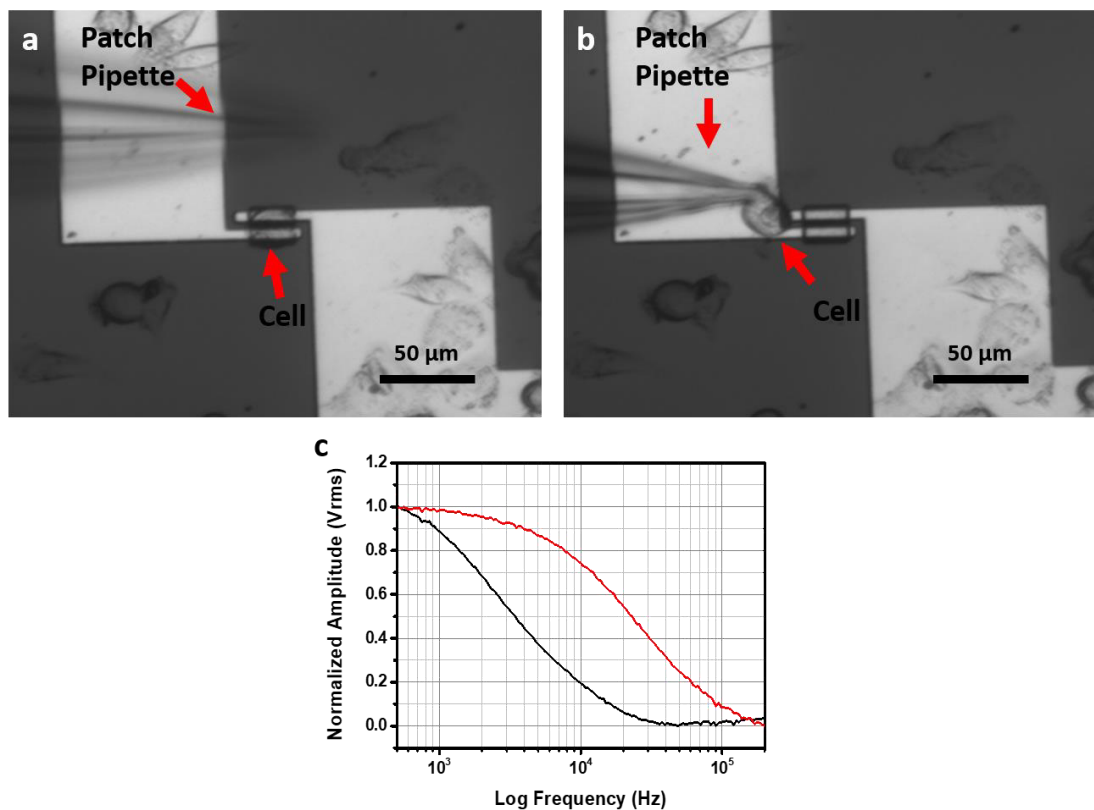 a
Patch
Pipette
Cell
50 µm
b
Patch
Pipette
Cell
50 µm
c
Normalized Amplitude (Vrms)
1.2
1.0
0.8
0.6
0.4
0.2
0.0
10³
10⁴
10⁵
Log Frequency (Hz)